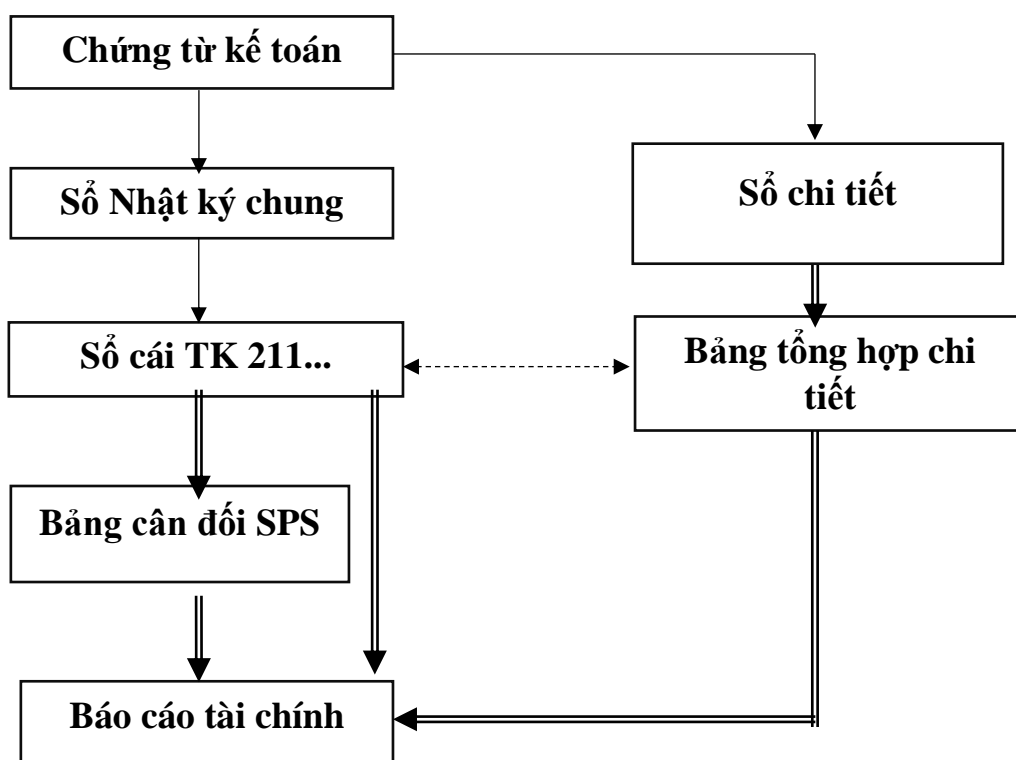 Chứng từ kế toán
Sổ Nhật ký chung
Sổ chi tiết
Sổ cái TK 211...
Bảng tổng hợp chi
tiết
Bảng cân đối SPS
Báo cáo tài chính